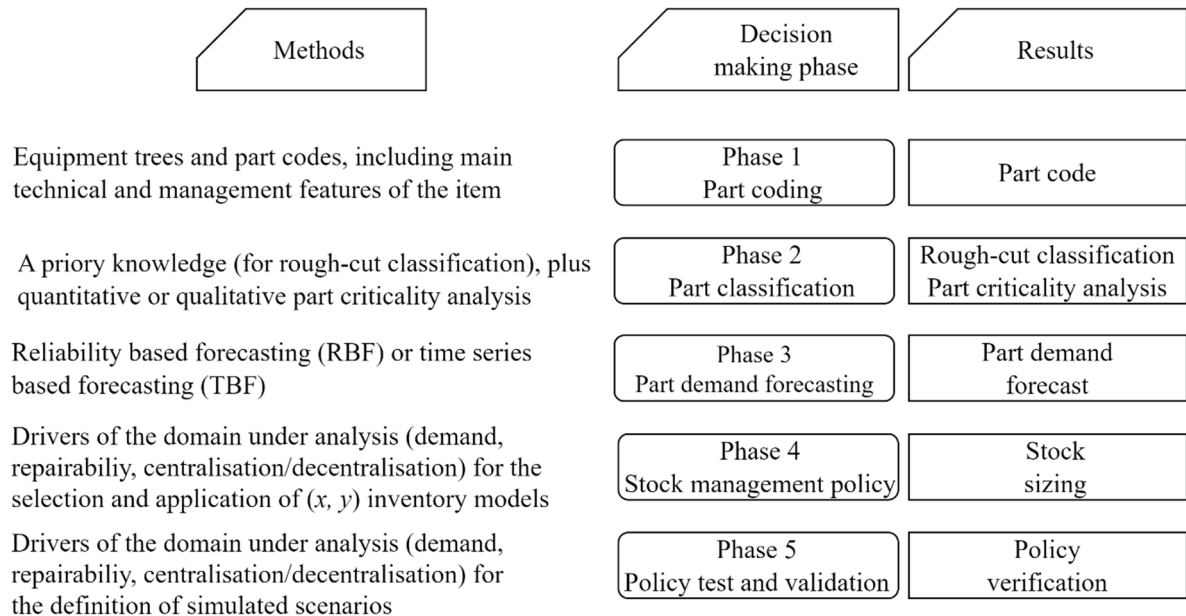 Methods
Decision
making phase
Results
Equipment trees and part codes, including main
technical and management features of the item
Phase 1
Part coding
Part code
A priory knowledge (for rough-cut classification), plus
quantitative or qualitative part criticality analysis
Phase 2
Part classification
Rough-cut classification
Part criticality analysis
Reliability based forecasting (RBF) or time series
based forecasting (TBF)
Phase 3
Part demand forecasting
Part demand
forecast
Drivers of the domain under analysis (demand,
repairabiliy, centralisation/decentralisation) for the
selection and application of (x, y) inventory models
Phase 4
Stock management policy
Stock
sizing
Drivers of the domain under analysis (demand,
repairabiliy, centralisation/decentralisation) for
the definition of simulated scenarios
Phase 5
Policy test and validation
Policy
verification